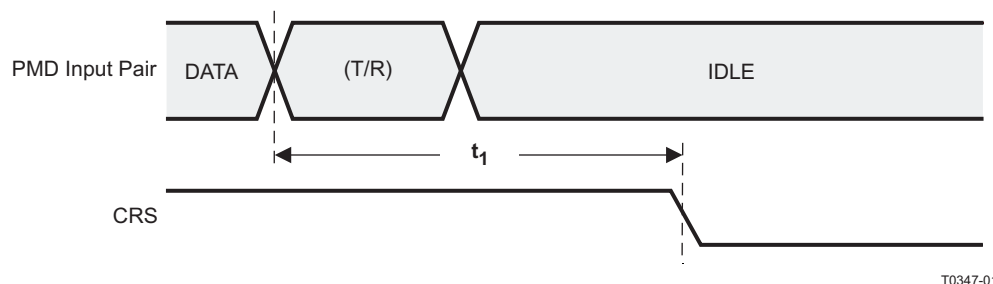 PMD Input Pair
DATA
(T/R)
IDLE
t1
CRS